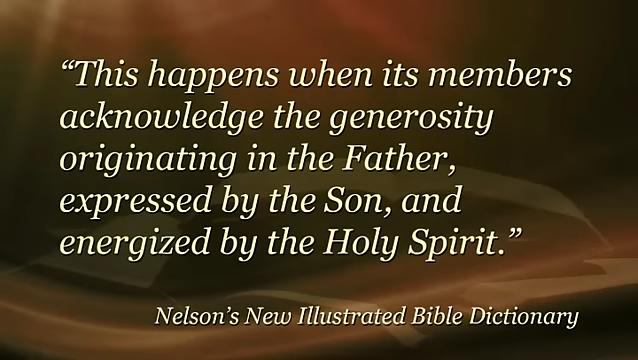 “This happens when its members
acknowledge the generosity
originating in the Father,
expressed by the Son, and
energized by the Holy Spirit.”
Nelson’s New Illustrated Bible Dictionary